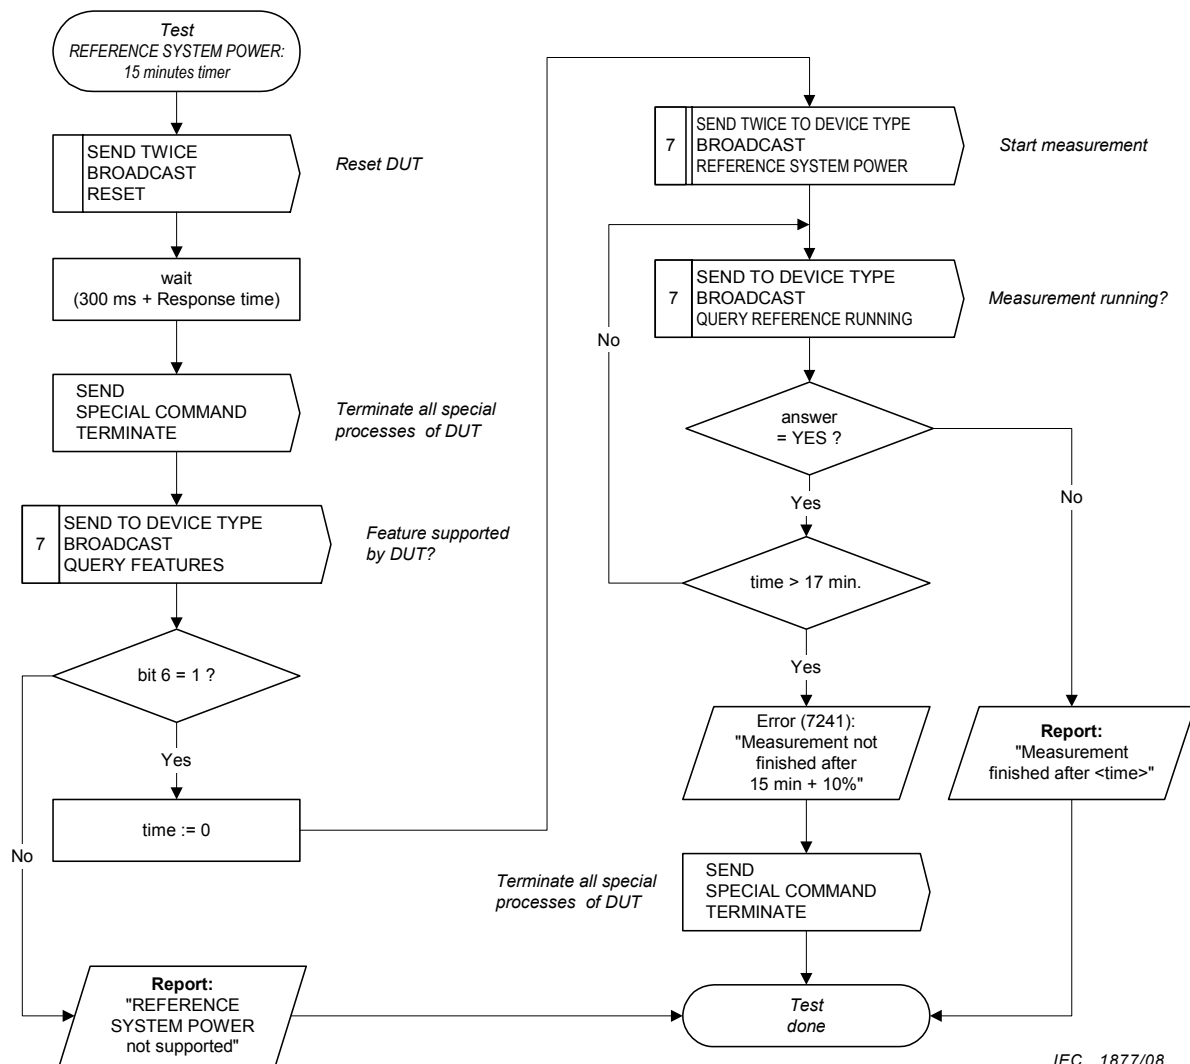 Test
REFERENCE SYSTEM POWER:
15 minutes timer
SEND TWICE
BROADCAST
RESET
Reset DUT
wait
(300 ms + Response time)
SEND
SPECIAL COMMAND
TERMINATE
Terminate all special
processes of DUT
7
SEND TO DEVICE TYPE
BROADCAST
QUERY FEATURES
Feature supported
by DUT?
bit 6 = 1 ?
Yes
time := 0
No
Report:
"REFERENCE
SYSTEM POWER
not supported"
7
SEND TWICE TO DEVICE TYPE
BROADCAST
REFERENCE SYSTEM POWER
Start measurement
7
SEND TO DEVICE TYPE
BROADCAST
QUERY REFERENCE RUNNING
Measurement running?
No
answer
= YES ?
Yes
No
time > 17 min.
Yes
Error (7241):
"Measurement not
finished after
15 min + 10%"
Report:
"Measurement
finished after <time>"
Terminate all special
processes of DUT
SEND
SPECIAL COMMAND
TERMINATE
Test
done
IEC 1877/08